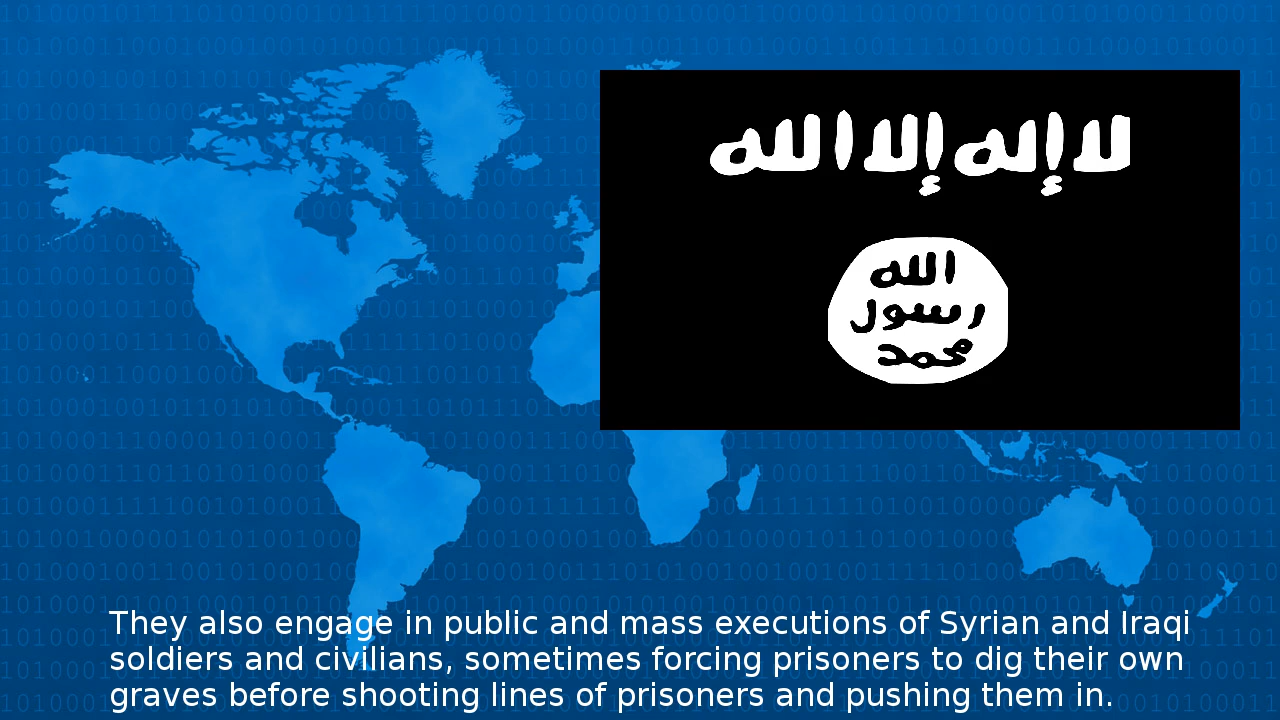 لا إله إلا الله
الله
رسول
محمد
They also engage in public and mass executions of Syrian and Iraqi
soldiers and civilians, sometimes forcing prisoners to dig their own
graves before shooting lines of prisoners and pushing them in.